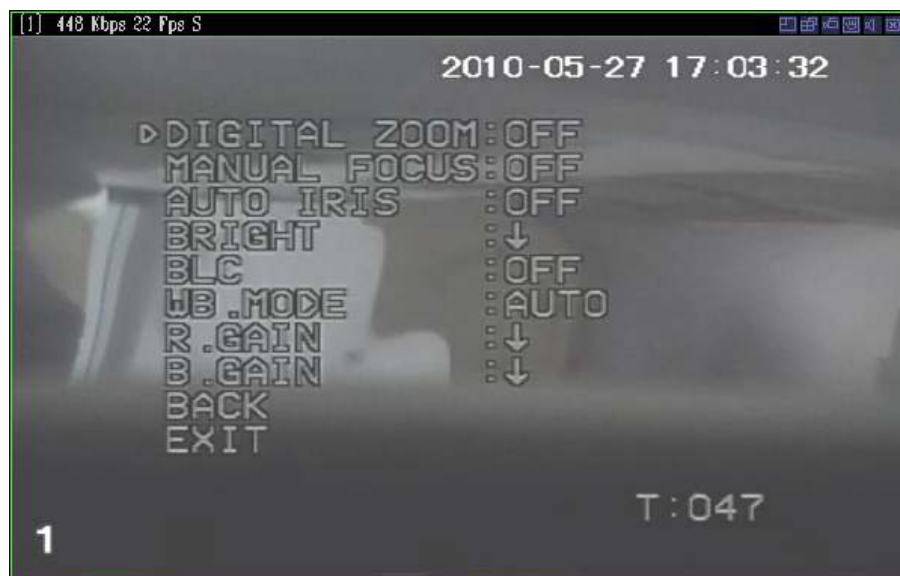 [1] 448 Kbps 22 Fps S
2010-05-27 17:03:32
DIGITAL ZOOM:OFF
MANUAL FOCUS:OFF
AUTO IRIS :OFF
BRIGHT :↓
BLC :OFF
WB.MODE :AUTO
R.GAIN :↓
B.GAIN :↓
BACK
EXIT
T:047
1